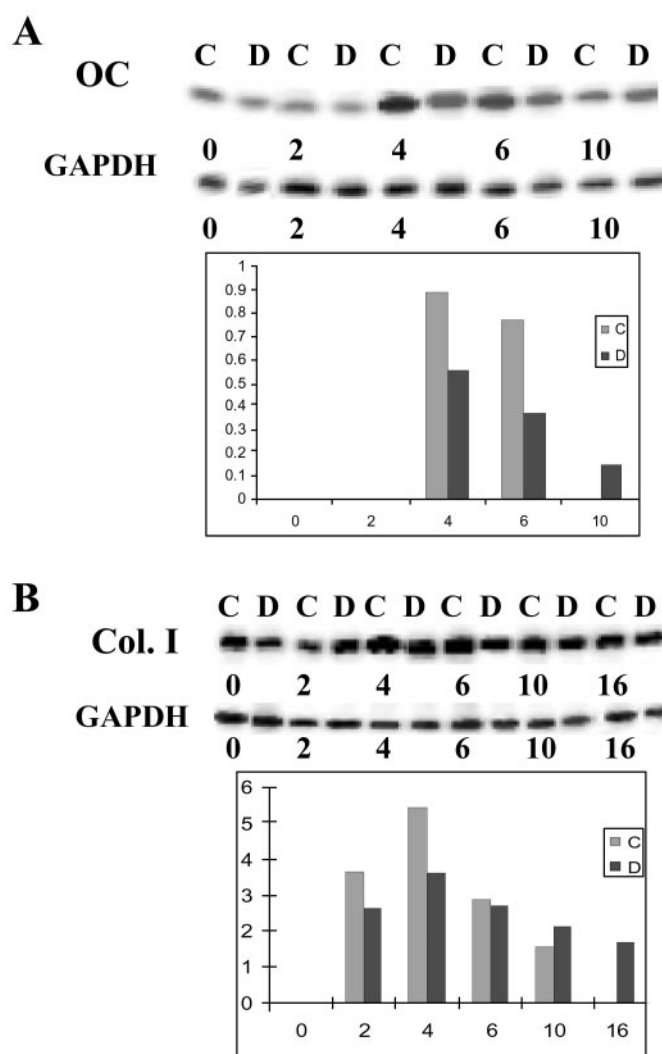 A
C D C D C D C D C D
OC
0 2 4 6 10
GAPDH
0 2 4 6 10
1
0.9
0.8
0.7
0.6
0.5
0.4
0.3
0.2
0.1
0
C
D
0 2 4 6 10
B
C D C D C D C D C D C D
Col. I
0 2 4 6 10 16
GAPDH
0 2 4 6 10 16
6
5
4
3
2
1
0
C
D
0 2 4 6 10 16